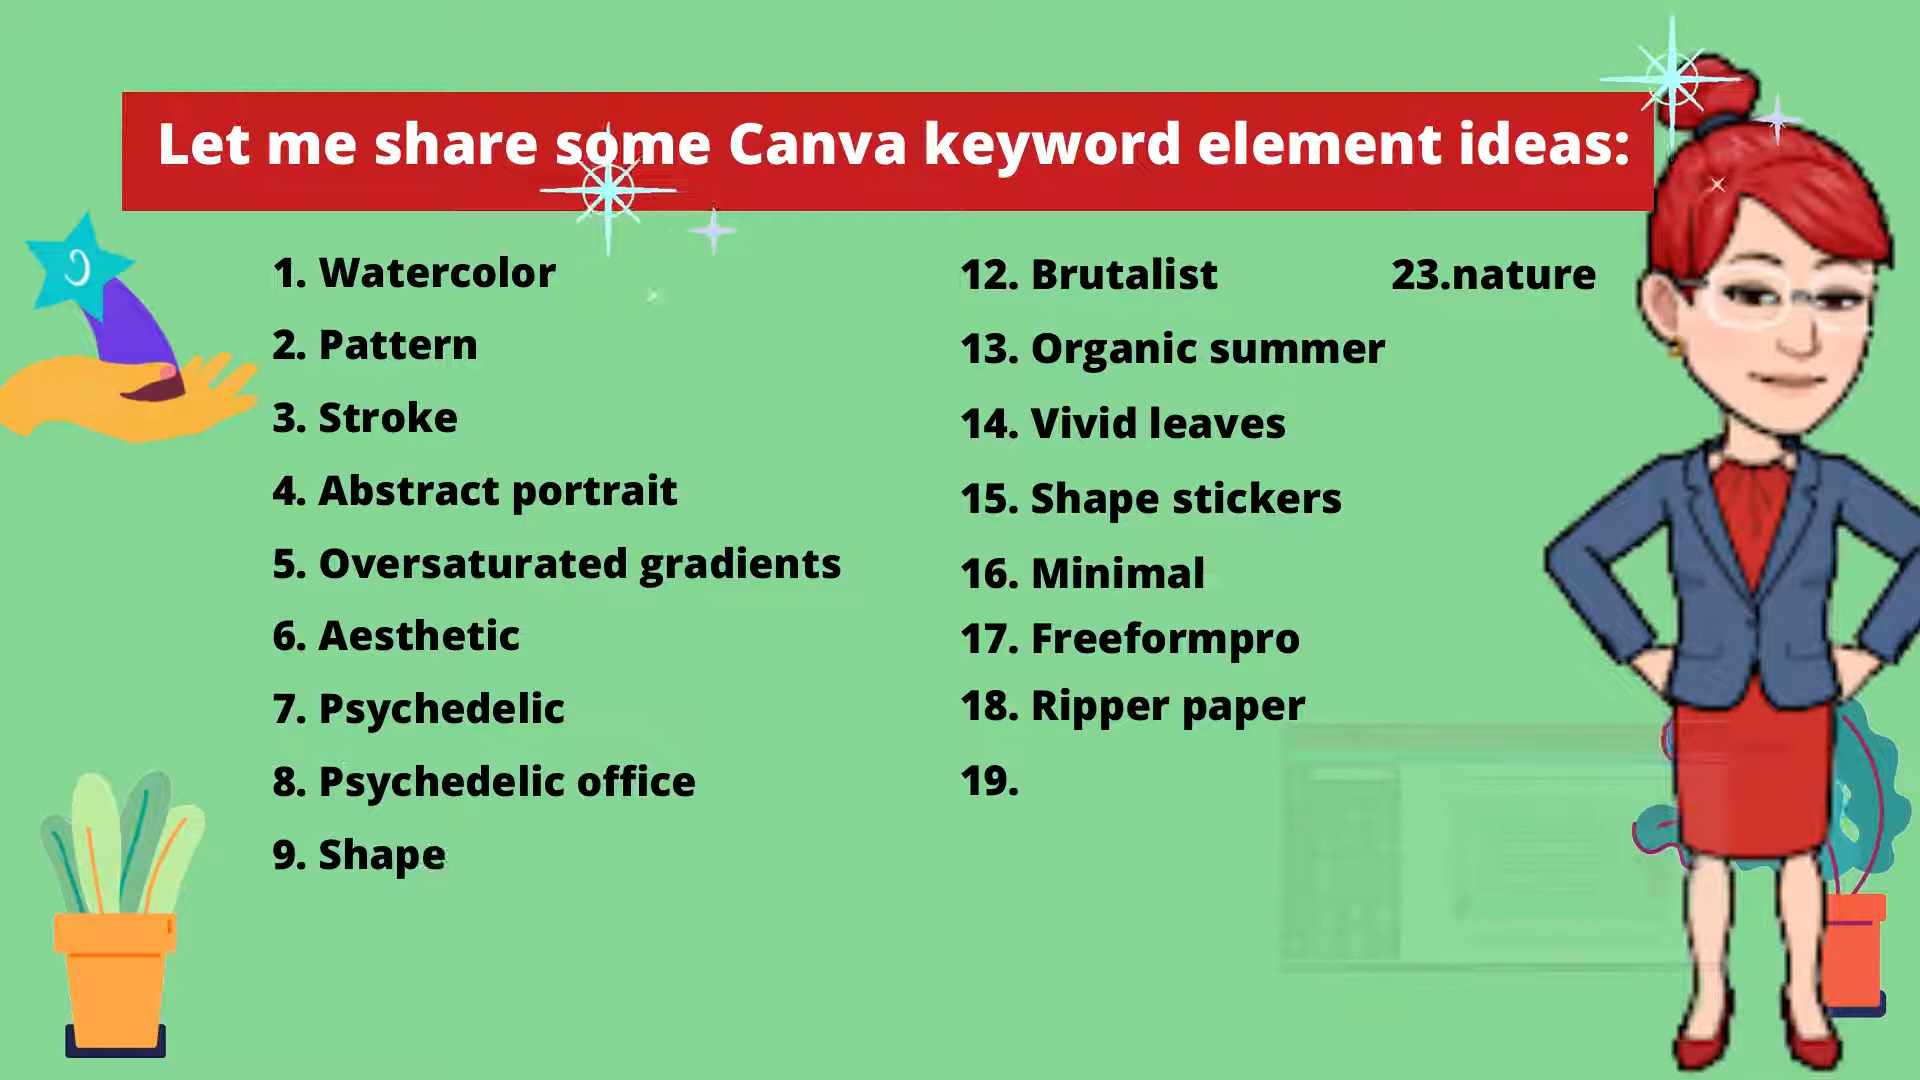 Let me share some Canva keyword element ideas:
1. Watercolor
2. Pattern
3. Stroke
4. Abstract portrait
5. Oversaturated gradients
6. Aesthetic
7. Psychedelic
8. Psychedelic office
9. Shape
12. Brutalist
13. Organic summer
14. Vivid leaves
15. Shape stickers
16. Minimal
17. Freeformpro
18. Ripper paper
19.
23.nature